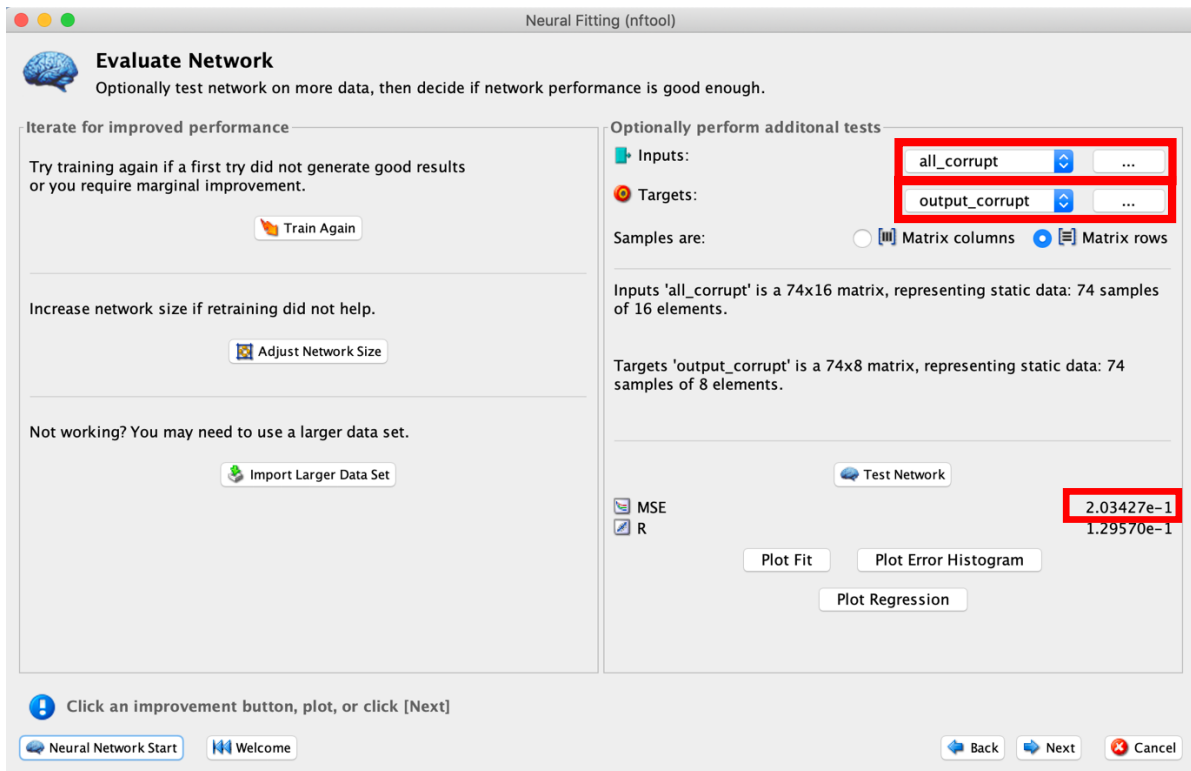 Neural Fitting (nftool)
Evaluate Network
Optionally test network on more data, then decide if network performance is good enough.
Iterate for improved performance
Try training again if a first try did not generate good results
or you require marginal improvement.
Train Again
Increase network size if retraining did not help.
Adjust Network Size
Not working? You may need to use a larger data set.
Import Larger Data Set
Optionally perform additonal tests
Inputs:
all_corrupt
...
Targets:
output_corrupt
...
Samples are:
Matrix columns
Matrix rows
Inputs 'all_corrupt' is a 74x16 matrix, representing static data: 74 samples
of 16 elements.
Targets 'output_corrupt' is a 74x8 matrix, representing static data: 74
samples of 8 elements.
Test Network
MSE
2.03427e-1
R
1.29570e-1
Plot Fit
Plot Error Histogram
Plot Regression
Click an improvement button, plot, or click [Next]
Neural Network Start
Welcome
Back
Next
Cancel